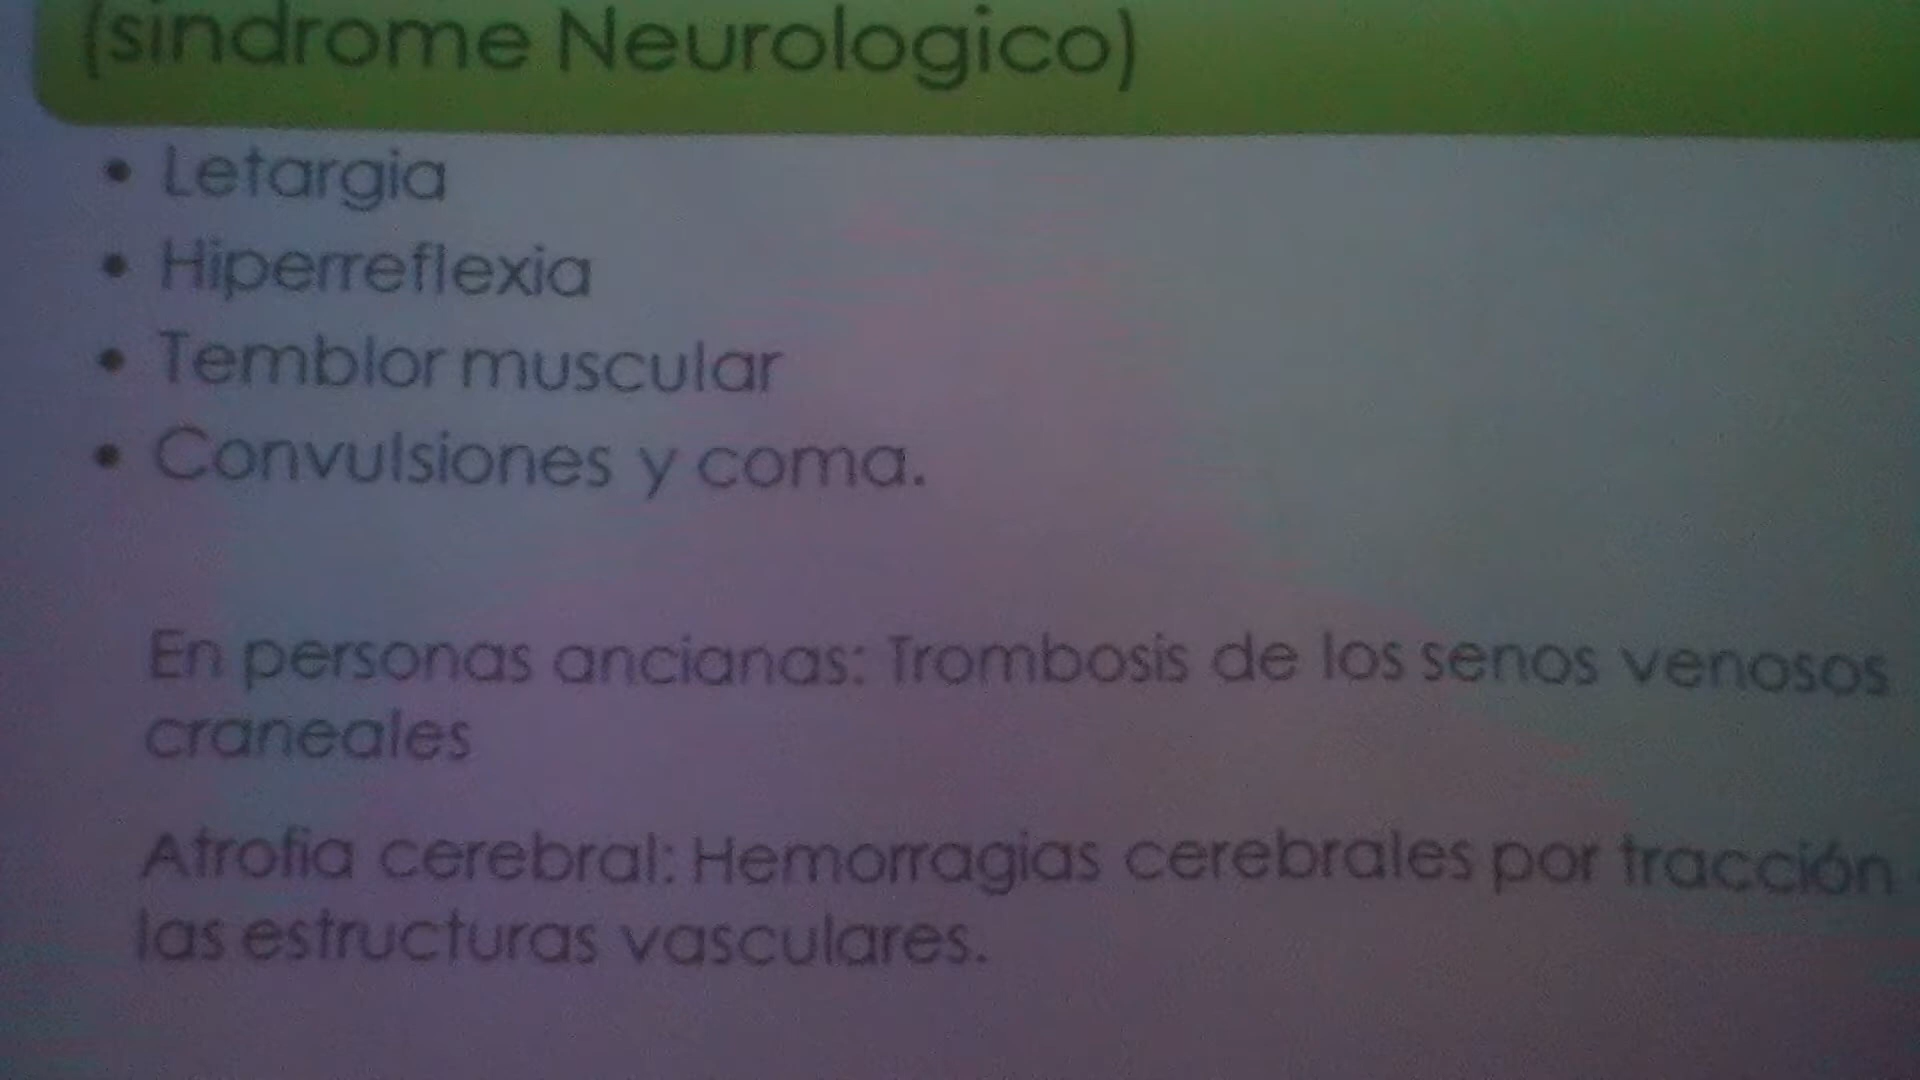 (sindrome Neurologico)
• Letargia
• Hiperreflexia
• Temblor muscular
• Convulsiones y coma.
En personas ancianas: Trombosis de los senos venosos
craneales
Atrofia cerebral: Hemorragias cerebrales por tracción
las estructuras vasculares.